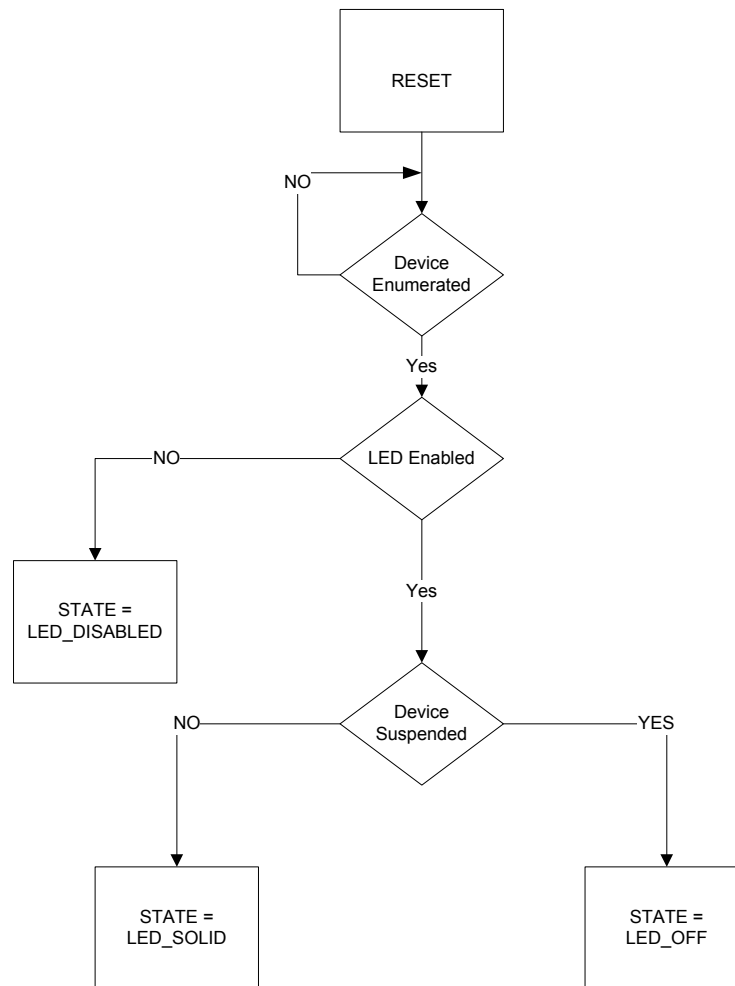 RESET
NO
Device
Enumerated
Yes
LED Enabled
NO
STATE =
LED_DISABLED
Yes
Device
Suspended
NO
YES
STATE =
LED_SOLID
STATE =
LED_OFF